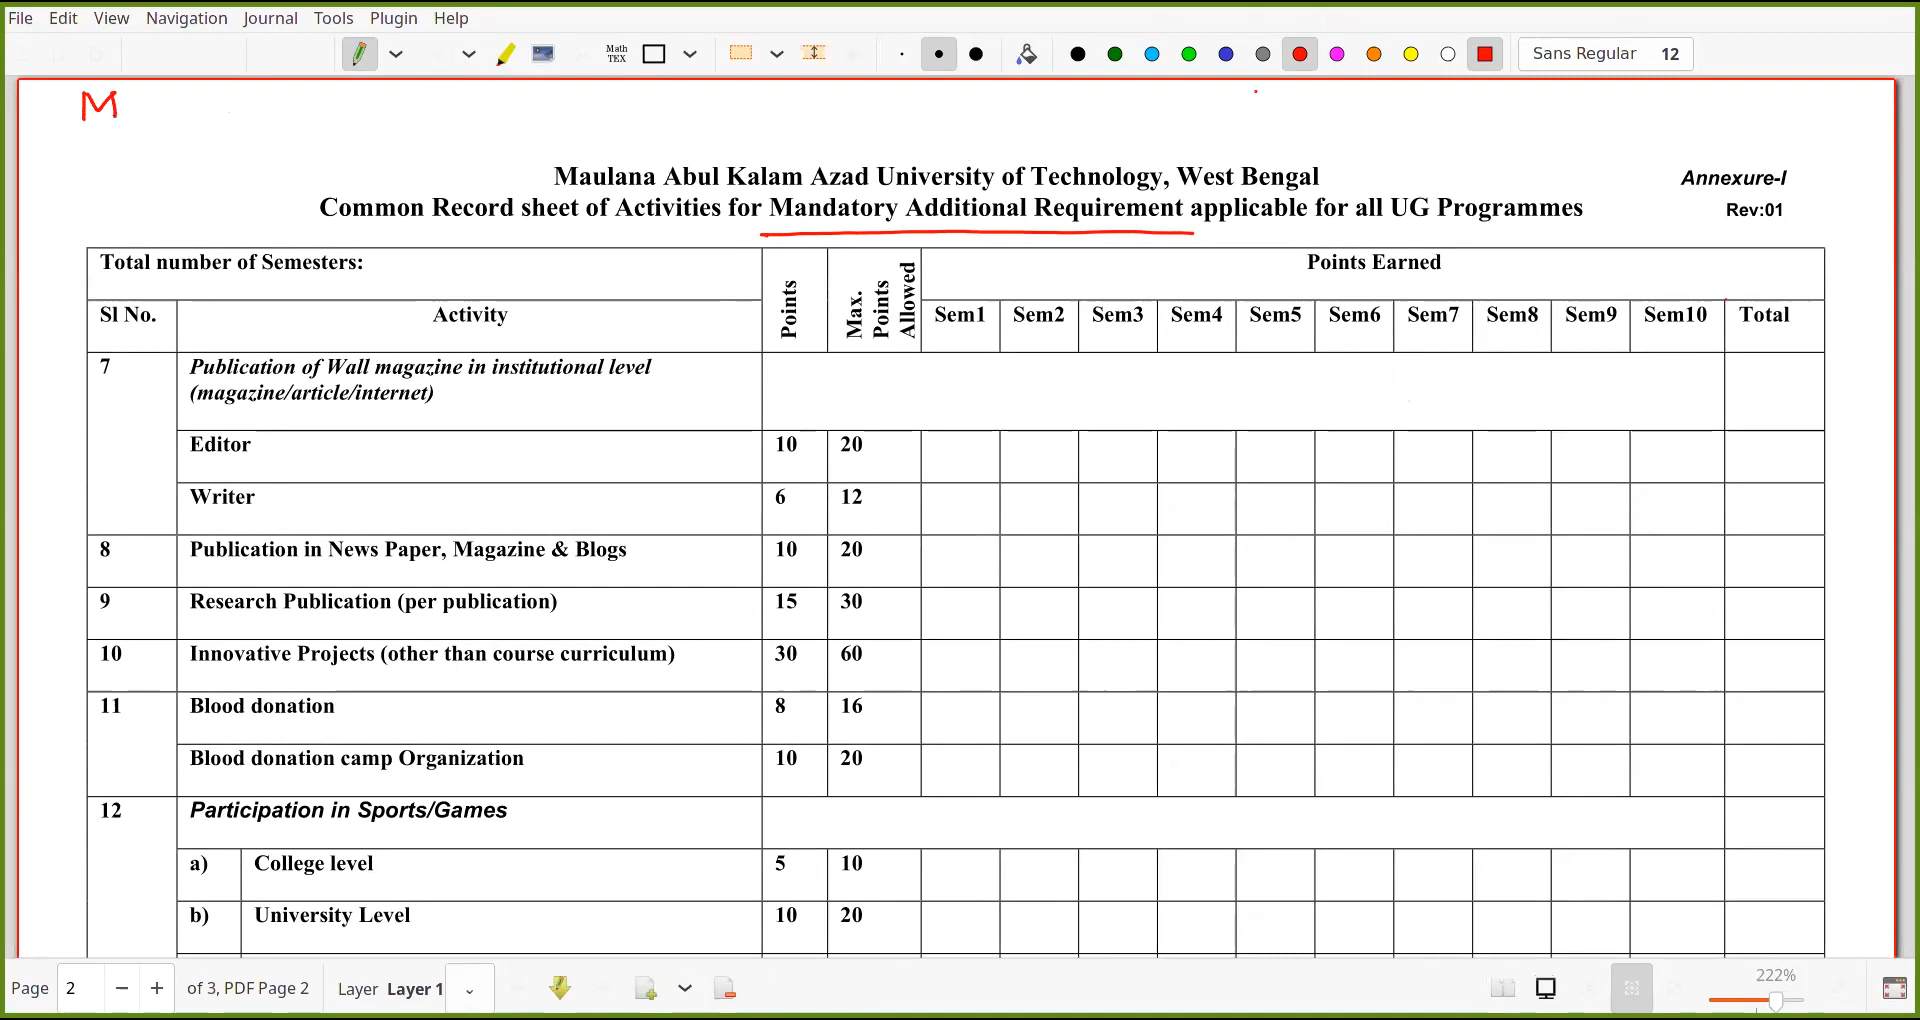 File Edit View Navigation Journal Tools Plugin Help
Math TEX Sans Regular 12
M
Maulana Abul Kalam Azad University of Technology, West Bengal
Annexure-I
Common Record sheet of Activities for Mandatory Additional Requirement applicable for all UG Programmes
Rev:01
Total number of Semesters: Points Max. Points Allowed Points Earned
Sl No. Activity Sem1 Sem2 Sem3 Sem4 Sem5 Sem6 Sem7 Sem8 Sem9 Sem10 Total
7 Publication of Wall magazine in institutional level
(magazine/article/internet)
Editor 10 20
Writer 6 12
8 Publication in News Paper, Magazine & Blogs 10 20
9 Research Publication (per publication) 15 30
10 Innovative Projects (other than course curriculum) 30 60
11 Blood donation 8 16
Blood donation camp Organization 10 20
12 Participation in Sports/Games
a) College level 5 10
b) University Level 10 20
Page 2 of 3, PDF Page 2 Layer Layer 1 222%